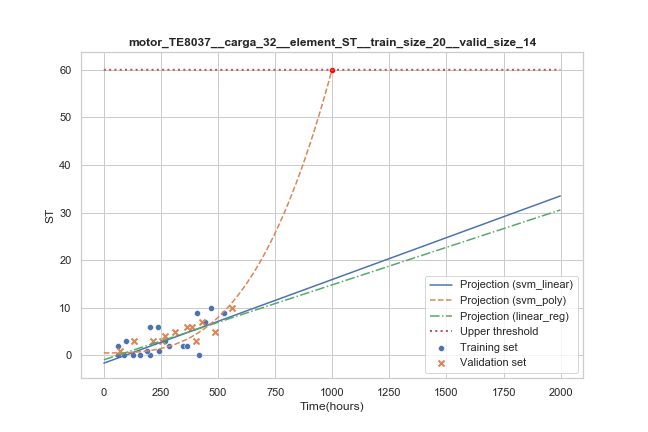 motor_TE8037__carga_32__element_ST__train_size_20__valid_size_14
60
50
40
30
20
10
0
ST
0
250
500
750
1000
1250
1500
1750
2000
Time(hours)
Projection (svm_linear)
Projection (svm_poly)
Projection (linear_reg)
Upper threshold
Training set
Validation set